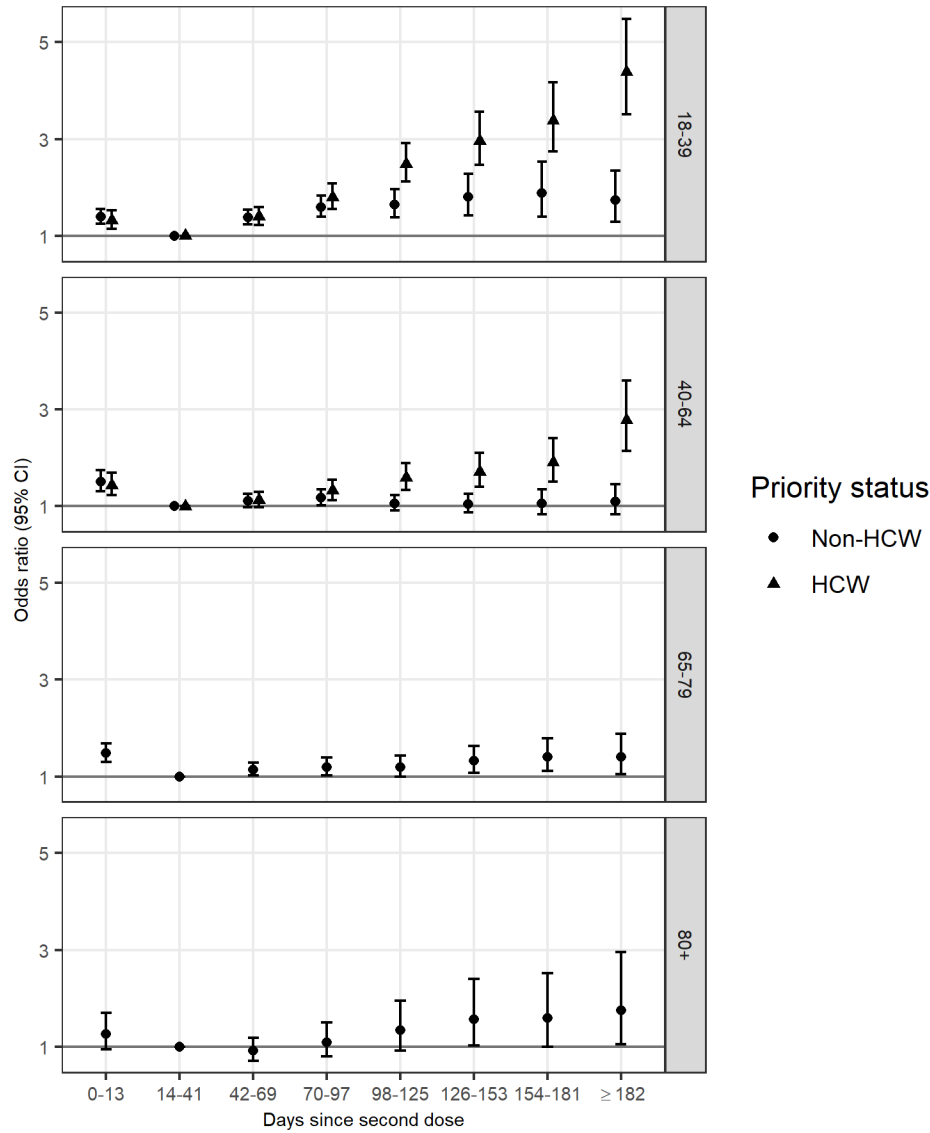 5
3
1
18-39
5
3
1
40-64
5
3
1
65-79
5
3
1
80+
Odds ratio (95% CI)
0-13 14-41 42-69 70-97 98-125 126-153 154-181 ≥ 182
Days since second dose
Priority status
Non-HCW
HCW